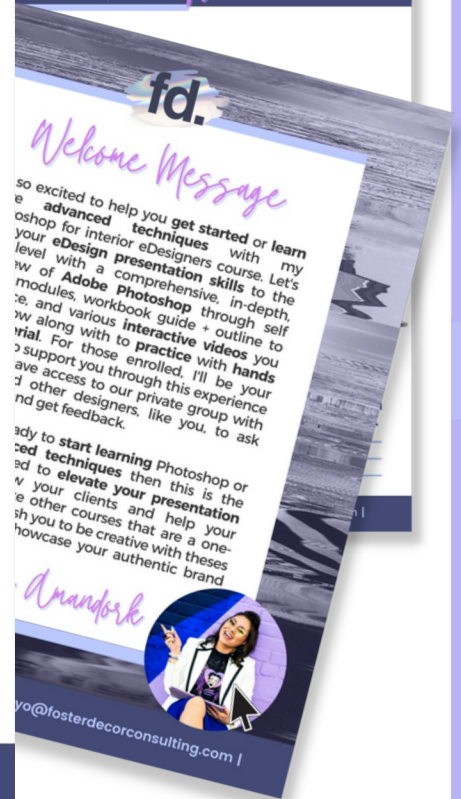 fd.
Welcome Message
so excited to help you get started or learn
advanced techniques with my
oshop for interior eDesigners course. Let's
your eDesign presentation skills to the
level with a comprehensive, in-depth,
ew of Adobe Photoshop through self
modules, workbook guide + outline to
ce, and various interactive videos you
ow along with to practice with hands
erial. For those enrolled, I'll be your
o support you through this experience
ave access to our private group with
d other designers, like you, to ask
nd get feedback.
ady to start learning Photoshop or
ced techniques then this is the
ed to elevate your presentation
w your clients and help your
e other courses that are a one-
sh you to be creative with theses
howcase your authentic brand
Amandork
yo@fosterdecorconsulting.com |